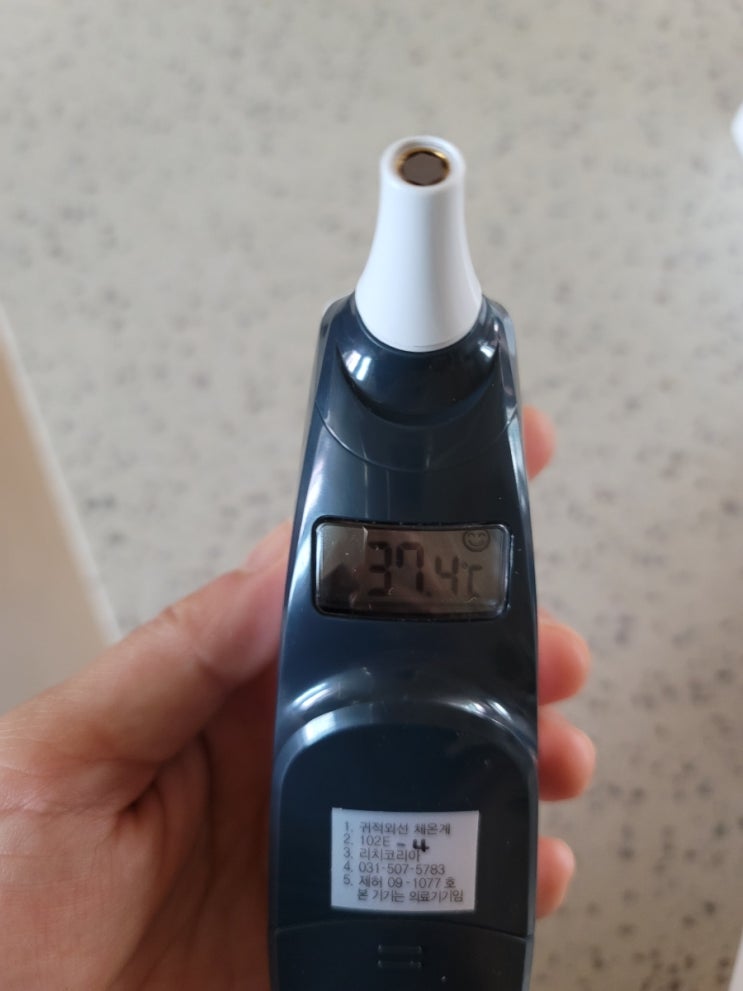 37.4°C
1. 귀적외선 체온계
2. 102E - 4
3. 리치코리아
4. 031-507-5783
5. 제허 09-1077 호
본 기기는 의료기기임